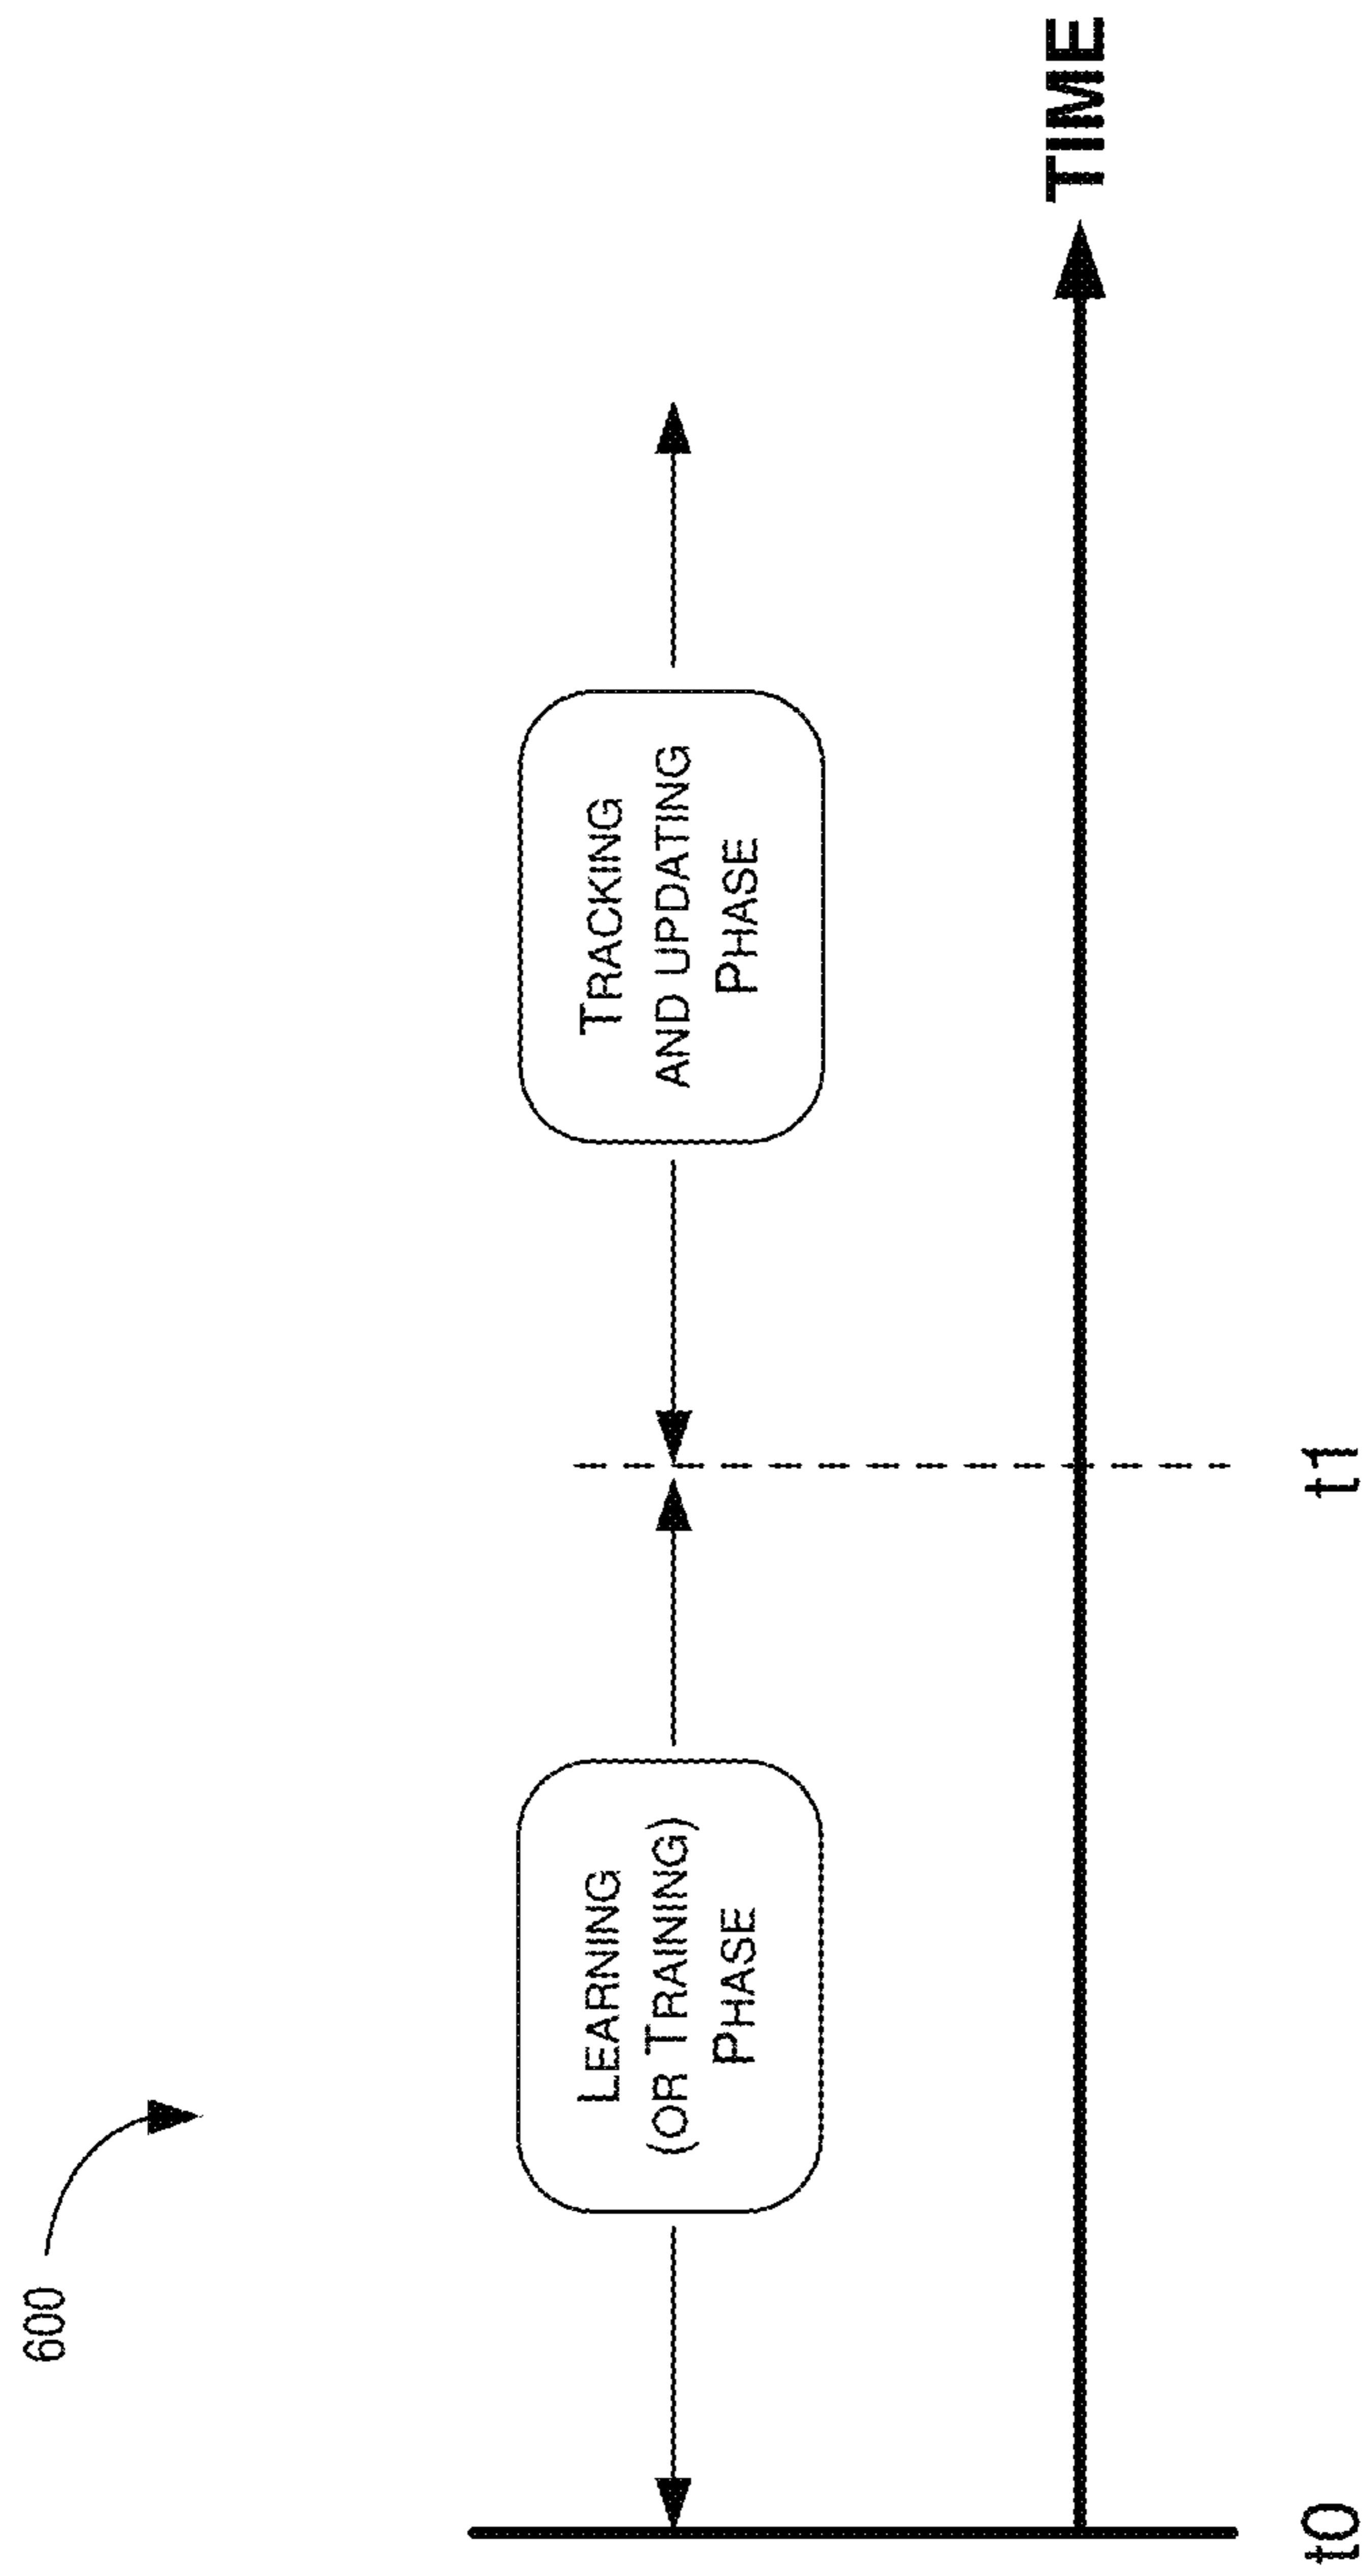 600
LEARNING
(OR TRAINING)
PHASE
TRACKING
AND UPDATING
PHASE
TIME
t0
t1